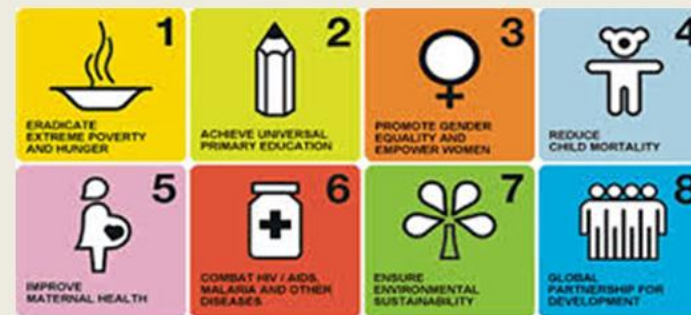 1
ERADICATE
EXTREME POVERTY
AND HUNGER
2
ACHIEVE UNIVERSAL
PRIMARY EDUCATION
3
PROMOTE GENDER
EQUALITY AND
EMPOWER WOMEN
4
REDUCE
CHILD MORTALITY
5
IMPROVE
MATERNAL HEALTH
6
COMBAT HIV / AIDS,
MALARIA AND OTHER
DISEASES
7
ENSURE
ENVIRONMENTAL
SUSTAINABILITY
8
GLOBAL
PARTNERSHIP FOR
DEVELOPMENT